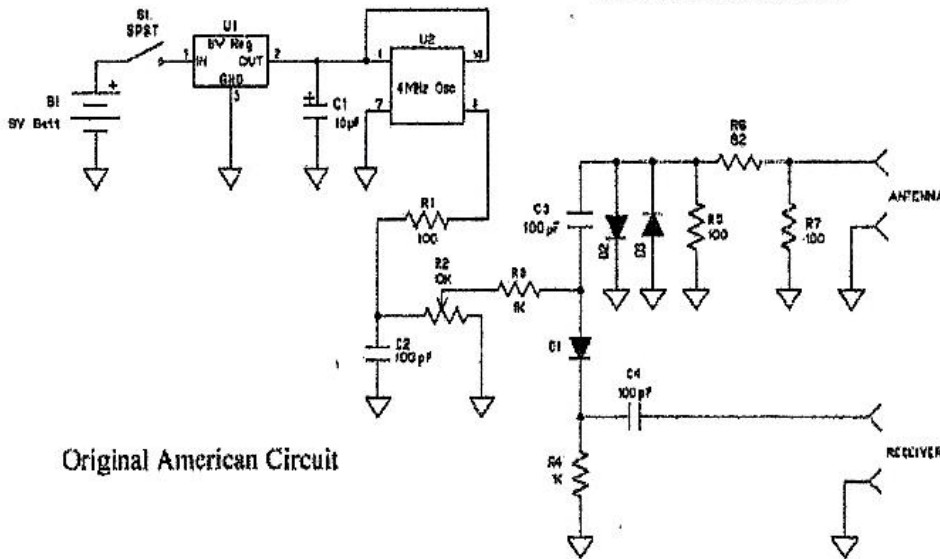 S1
SPST
U1
5V Reg
1
IN
OUT
2
GND
3
+
B1
9V Batt
+
C1
10µF
U2
4MHz Osc
1
14
7
8
R1
100
R2
10K
C2
100pF
R3
1K
C3
100pF
D2
D3
R5
100
R6
82
R7
100
ANTENNA
D1
C4
100pF
R4
1K
RECEIVER
Original American Circuit